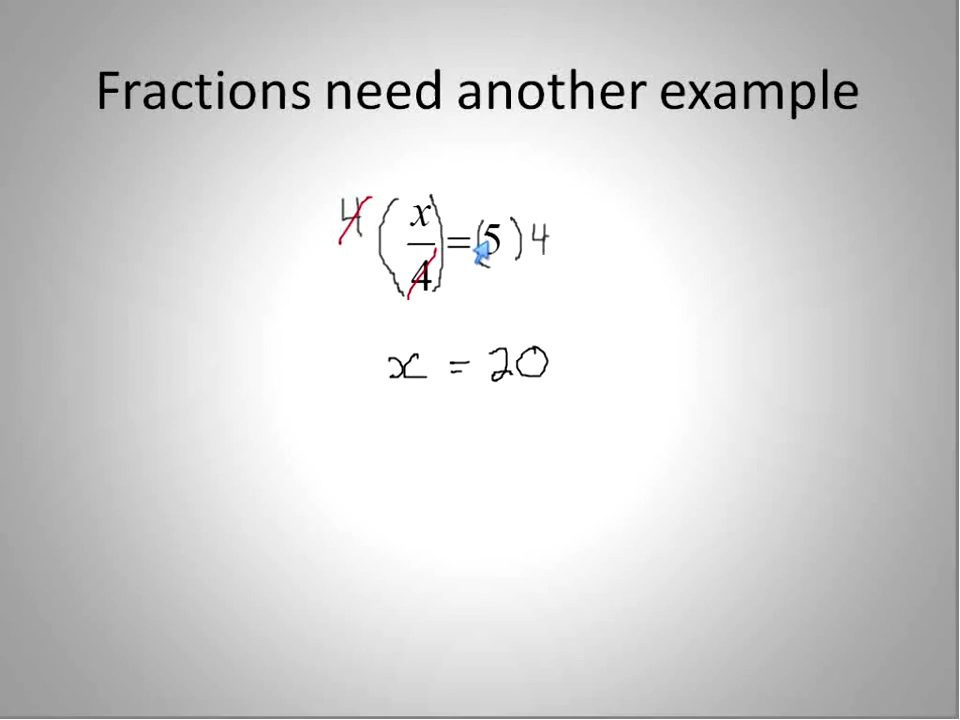 Fractions need another example
4 ( x/4 ) = ( 5 ) 4
x = 20